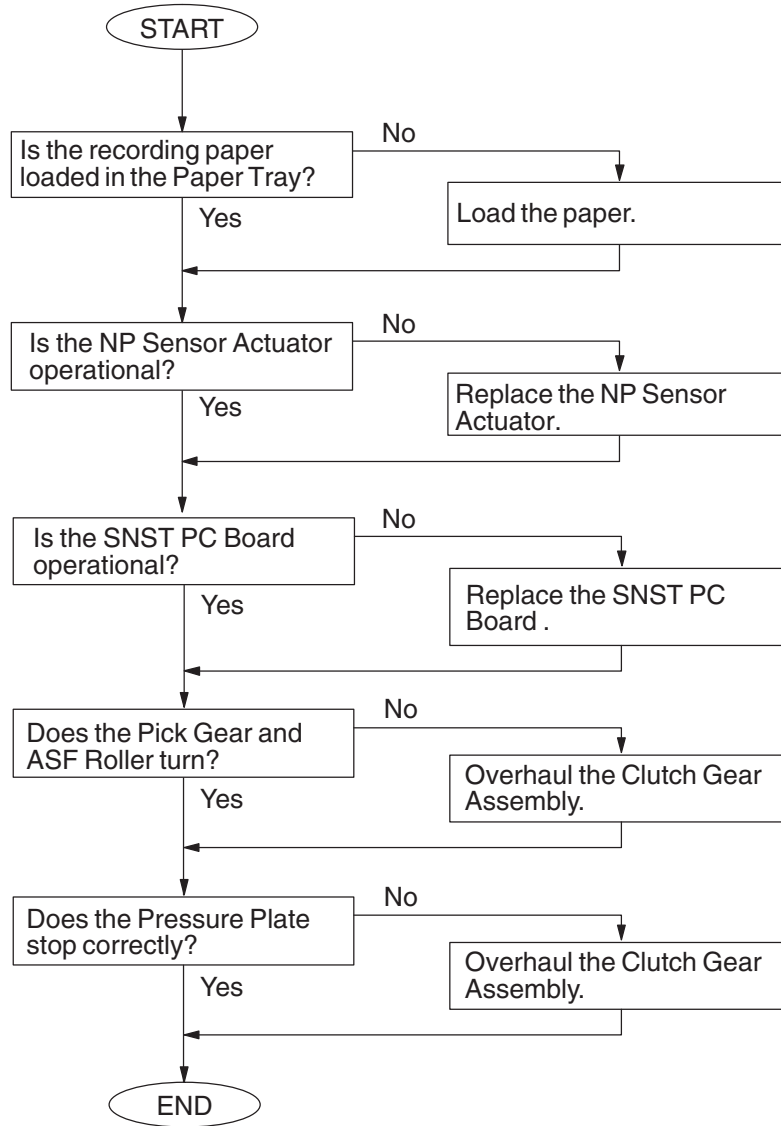 START
Is the recording paper
loaded in the Paper Tray?
No
Yes
Load the paper.
Is the NP Sensor Actuator
operational?
No
Yes
Replace the NP Sensor
Actuator.
Is the SNST PC Board
operational?
No
Yes
Replace the SNST PC
Board .
Does the Pick Gear and
ASF Roller turn?
No
Yes
Overhaul the Clutch Gear
Assembly.
Does the Pressure Plate
stop correctly?
No
Yes
Overhaul the Clutch Gear
Assembly.
END